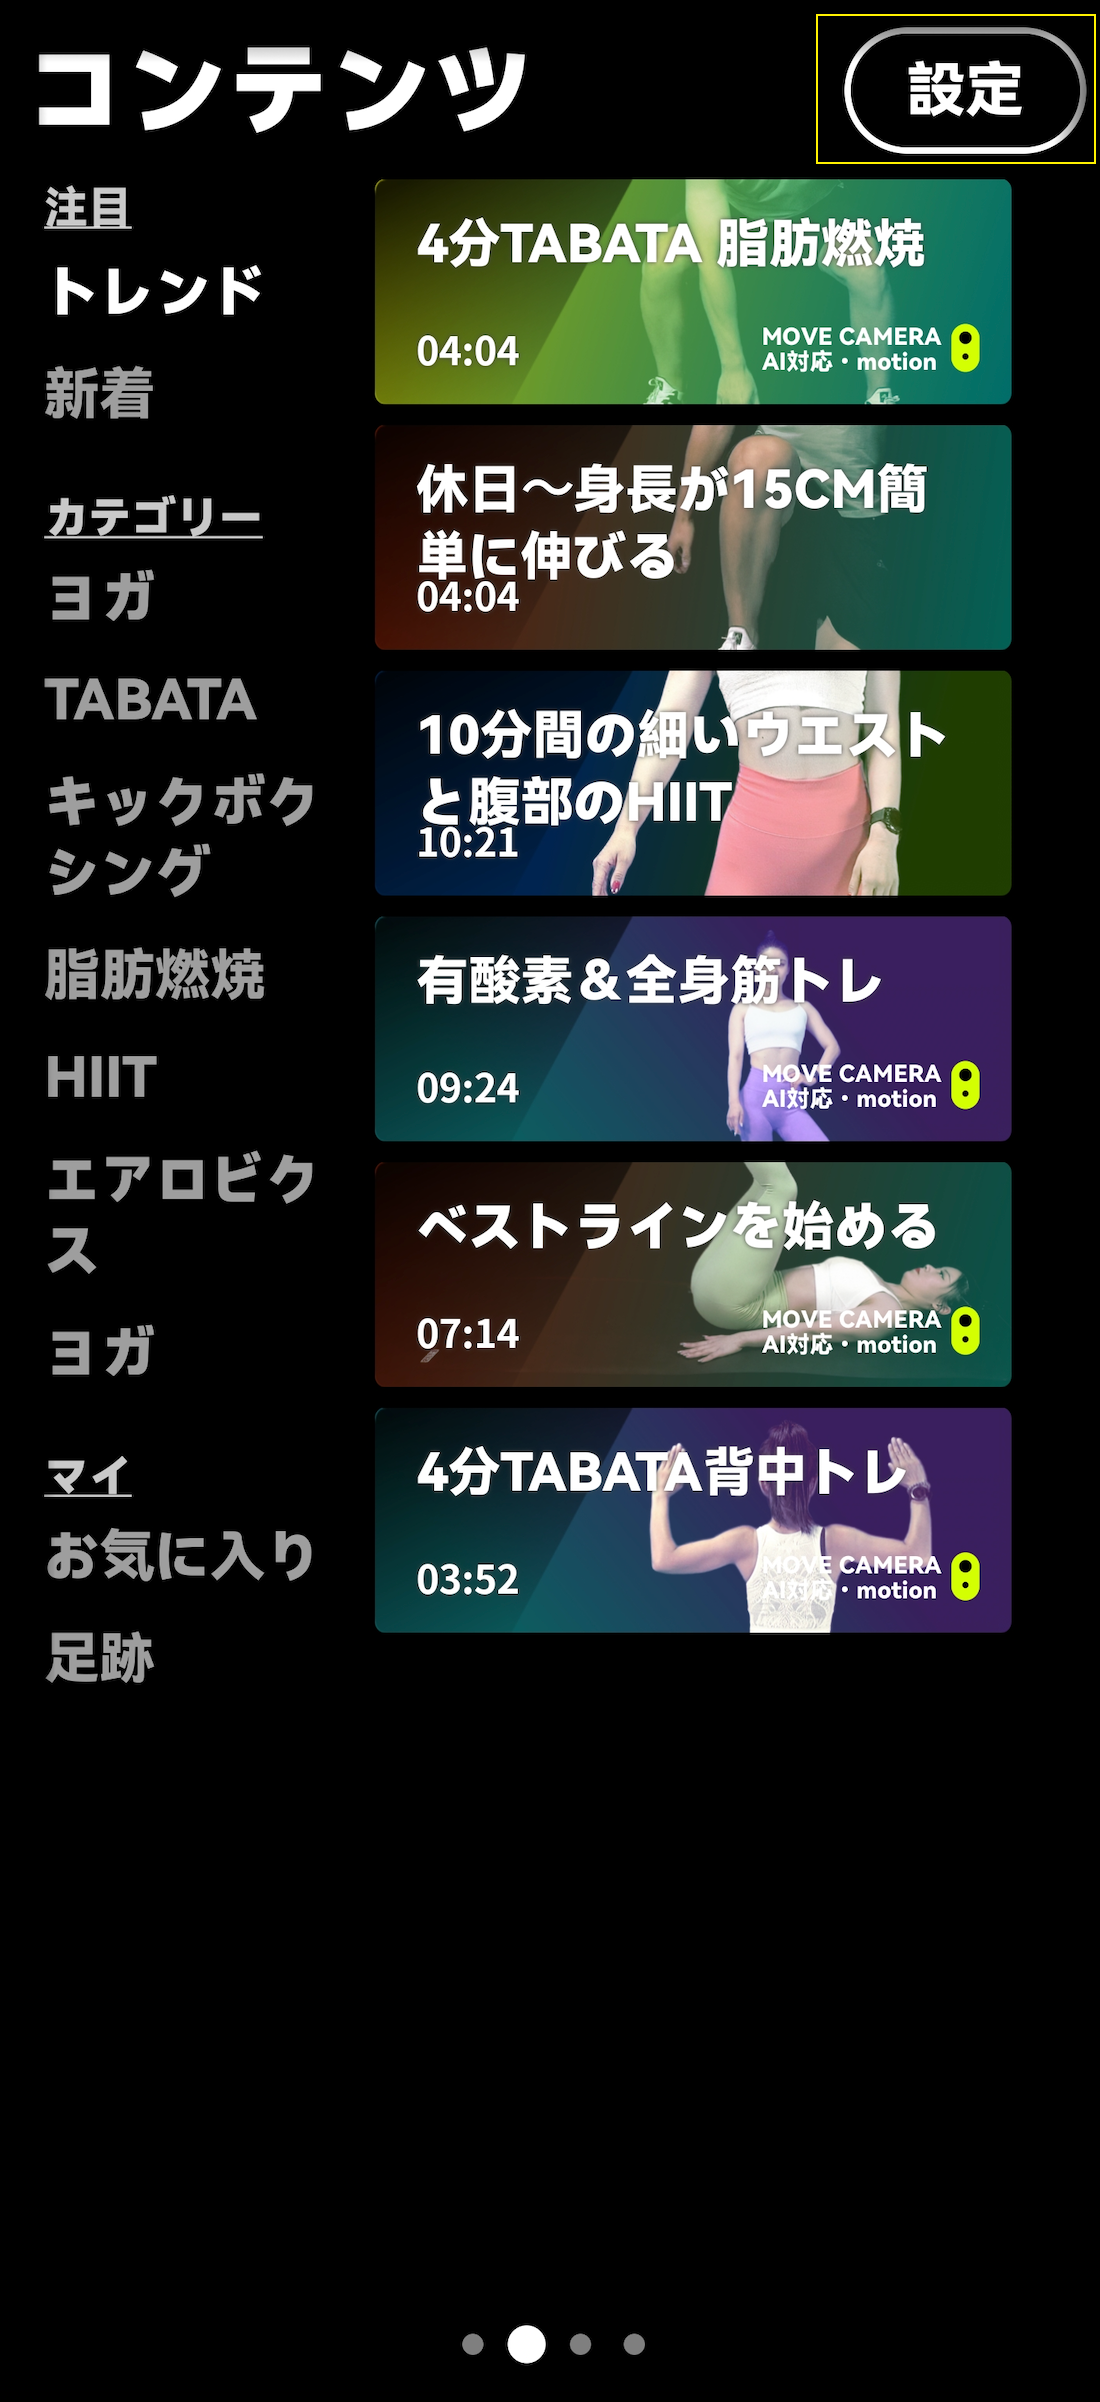 コンテンツ
設定
注目
トレンド
新着
カテゴリー
ヨガ
TABATA
キックボク
シング
脂肪燃焼
HIIT
エアロビク
ス
ヨガ
マイ
お気に入り
足跡
4分TABATA 脂肪燃焼
04:04
MOVE CAMERA
AI対応・motion
休日～身長が15CM簡
単に伸びる
04:04
10分間の細いウエスト
と腹部のHIIT
10:21
有酸素＆全身筋トレ
09:24
MOVE CAMERA
AI対応・motion
ベストラインを始める
07:14
MOVE CAMERA
AI対応・motion
4分TABATA背中トレ
03:52
MOVE CAMERA
AI対応・motion